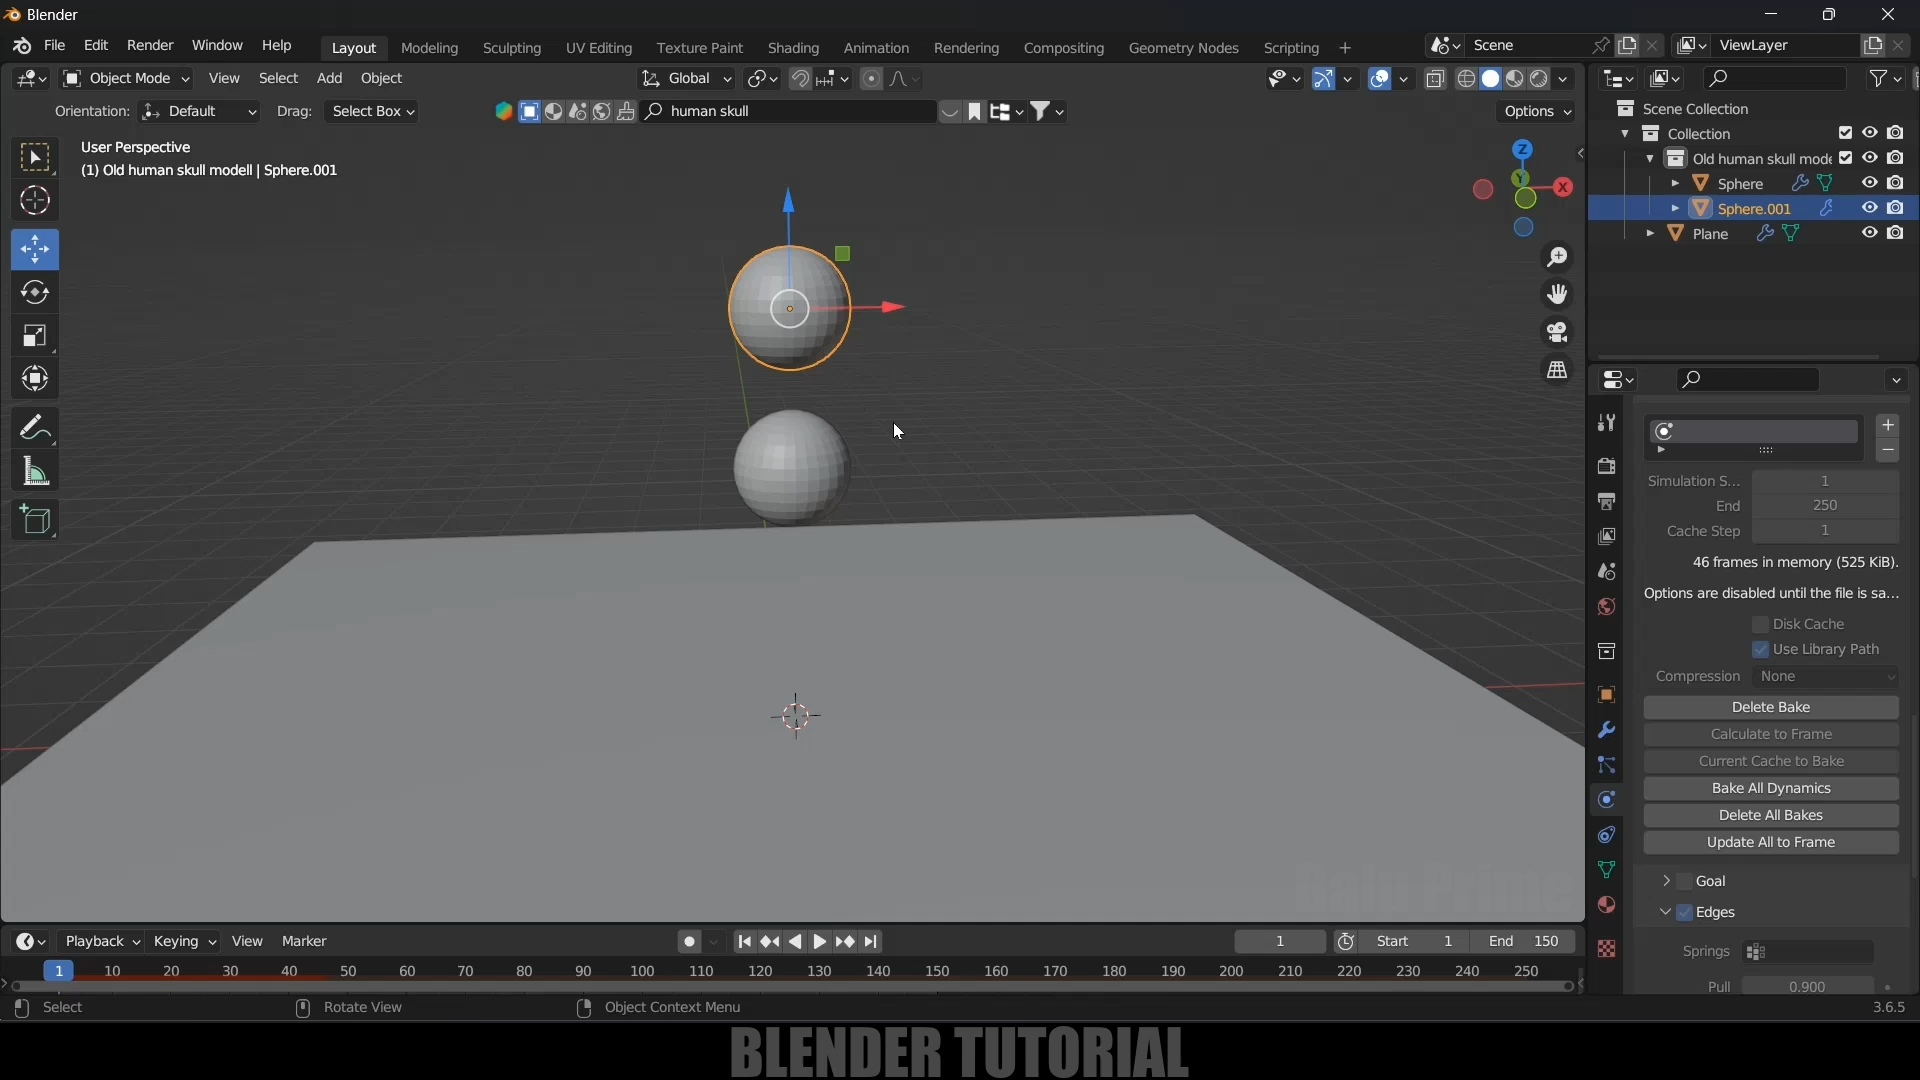 Blender
File Edit Render Window Help Layout Modeling Sculpting UV Editing Texture Paint Shading Animation Rendering Compositing Geometry Nodes Scripting + Scene ViewLayer
Object Mode View Select Add Object Global
Orientation: Default Drag: Select Box human skull Options
User Perspective
(1) Old human skull modell | Sphere.001
Z
Y
X
Scene Collection
Collection
Old human skull mode
Sphere
Sphere.001
Plane
Simulation S... 1
End 250
Cache Step 1
46 frames in memory (525 KiB).
Options are disabled until the file is sa...
Disk Cache
Use Library Path
Compression None
Delete Bake
Calculate to Frame
Current Cache to Bake
Bake All Dynamics
Delete All Bakes
Update All to Frame
Goal
Edges
Springs
Pull 0.900
Balu Prime
Playback Keying View Marker 1 Start 1 End 150
1 10 20 30 40 50 60 70 80 90 100 110 120 130 140 150 160 170 180 190 200 210 220 230 240 250
Select Rotate View Object Context Menu 3.6.5
BLENDER TUTORIAL